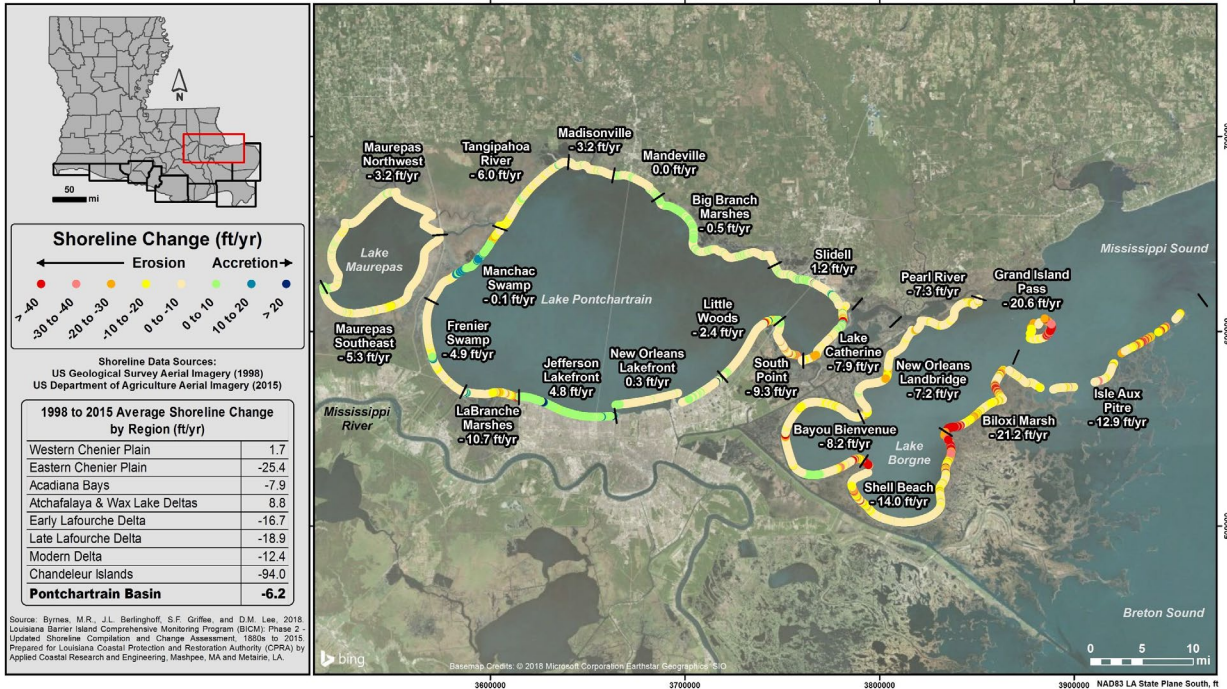 N
50
mi
Shoreline Change (ft/yr)
Erosion Accretion
> -40
-30 to -40
-20 to -30
-10 to -20
0 to -10
0 to 10
10 to 20
> 20
Shoreline Data Sources:
US Geological Survey Aerial Imagery (1998)
US Department of Agriculture Aerial Imagery (2015)
1998 to 2015 Average Shoreline Change
by Region (ft/yr)
Western Chenier Plain 1.7
Eastern Chenier Plain -25.4
Acadiana Bays -7.9
Atchafalaya & Wax Lake Deltas 8.8
Early Lafourche Delta -16.7
Late Lafourche Delta -18.9
Modern Delta -12.4
Chandeleur Islands -94.0
Pontchartrain Basin -6.2
Source: Byrnes, M.R., J.L. Berlinghoff, S.F. Griffee, and D.M. Lee, 2018.
Louisiana Barrier Island Comprehensive Monitoring Program (BICM): Phase 2 -
Updated Shoreline Compilation and Change Assessment, 1880s to 2015.
Prepared for Louisiana Coastal Protection and Restoration Authority (CPRA) by
Applied Coastal Research and Engineering, Mashpee, MA and Metairie, LA.
Maurepas
Northwest
- 3.2 ft/yr
Tangipahoa
River
- 6.0 ft/yr
Madisonville
- 3.2 ft/yr
Mandeville
0.0 ft/yr
Big Branch
Marshes
- 0.5 ft/yr
Slidell
1.2 ft/yr
Pearl River
- 7.3 ft/yr
Grand Island
Pass
- 20.6 ft/yr
Mississippi Sound
Lake
Maurepas
Manchac
Swamp
- 0.1 ft/yr
Lake Pontchartrain
Little
Woods
- 2.4 ft/yr
Maurepas
Southeast
- 5.3 ft/yr
Frenier
Swamp
- 4.9 ft/yr
Jefferson
Lakefront
4.8 ft/yr
New Orleans
Lakefront
0.3 ft/yr
South
Point
- 9.3 ft/yr
Lake
Catherine
- 7.9 ft/yr
New Orleans
Landbridge
- 7.2 ft/yr
Isle Aux
Pitre
- 12.9 ft/yr
Mississippi
River
LaBranche
Marshes
- 10.7 ft/yr
Bayou Bienvenue
- 8.2 ft/yr
Lake
Borgne
Biloxi Marsh
- 21.2 ft/yr
Shell Beach
- 14.0 ft/yr
Breton Sound
bing
Basemap Credits: © 2018 Microsoft Corporation Earthstar Geographics SIO
0 5 10
mi
3600000 3700000 3800000 3900000
NAD83 LA State Plane South, ft